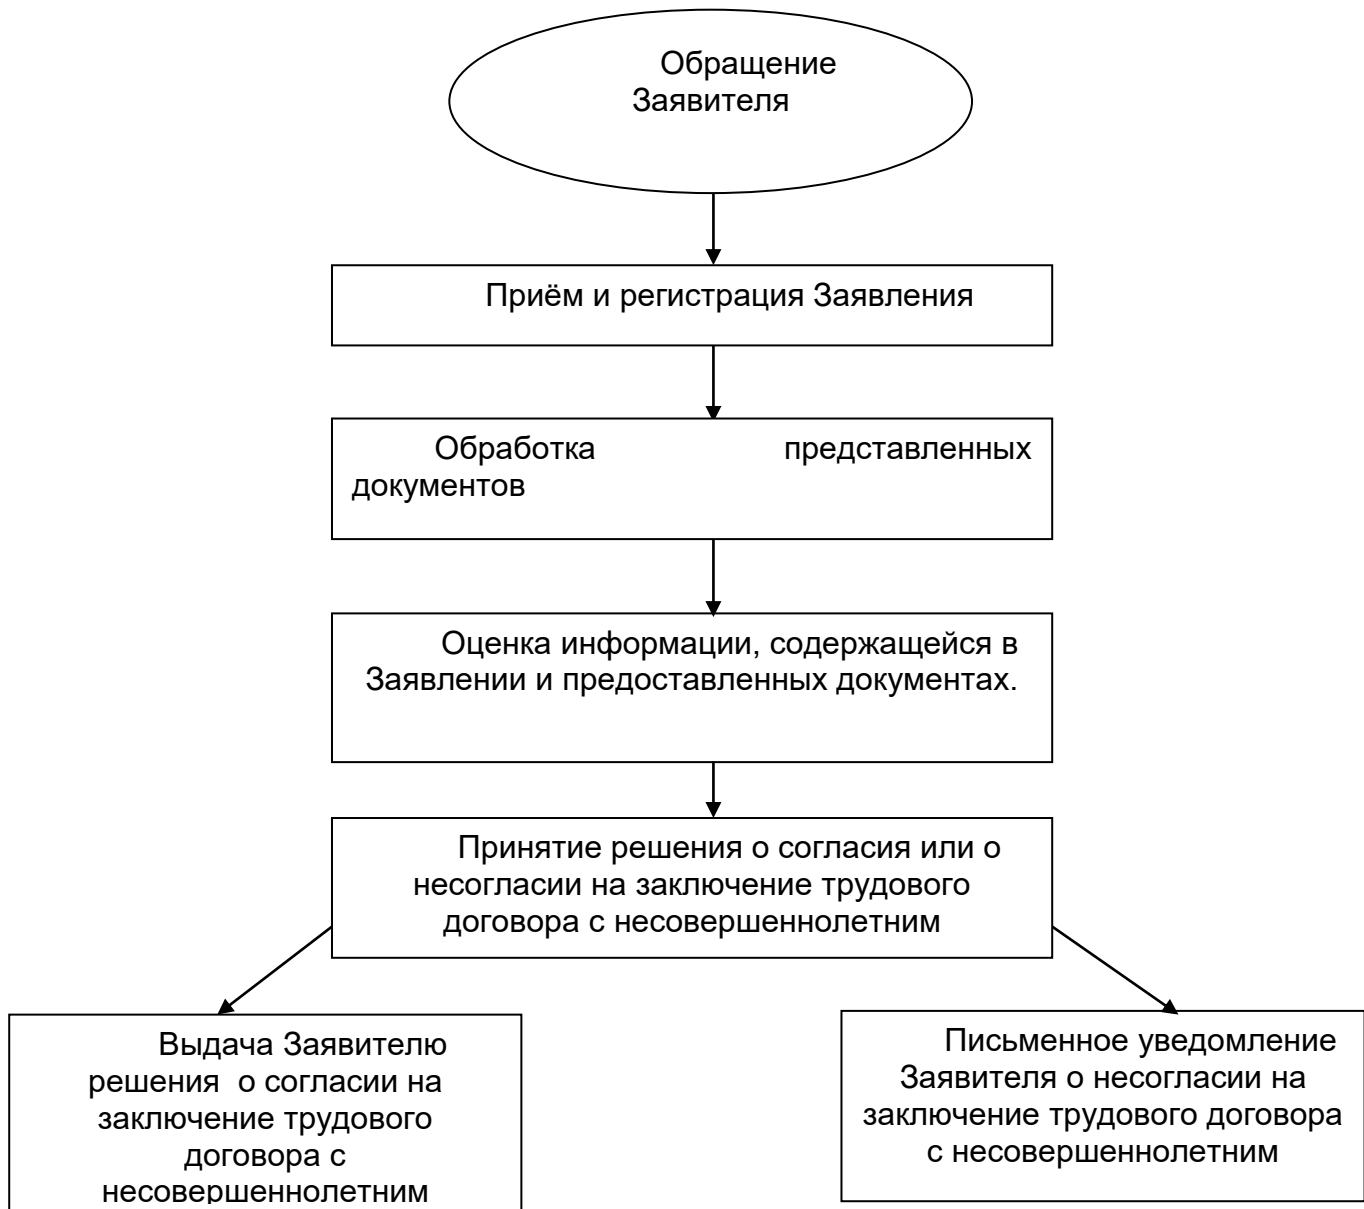 Обращение
Заявителя
Приём и регистрация Заявления
Обработка представленных
документов
Оценка информации, содержащейся в
Заявлении и предоставленных документах.
Принятие решения о согласия или о
несогласии на заключение трудового
договора с несовершеннолетним
Выдача Заявителю
решения о согласии на
заключение трудового
договора с
несовершеннолетним
Письменное уведомление
Заявителя о несогласии на
заключение трудового договора
с несовершеннолетним